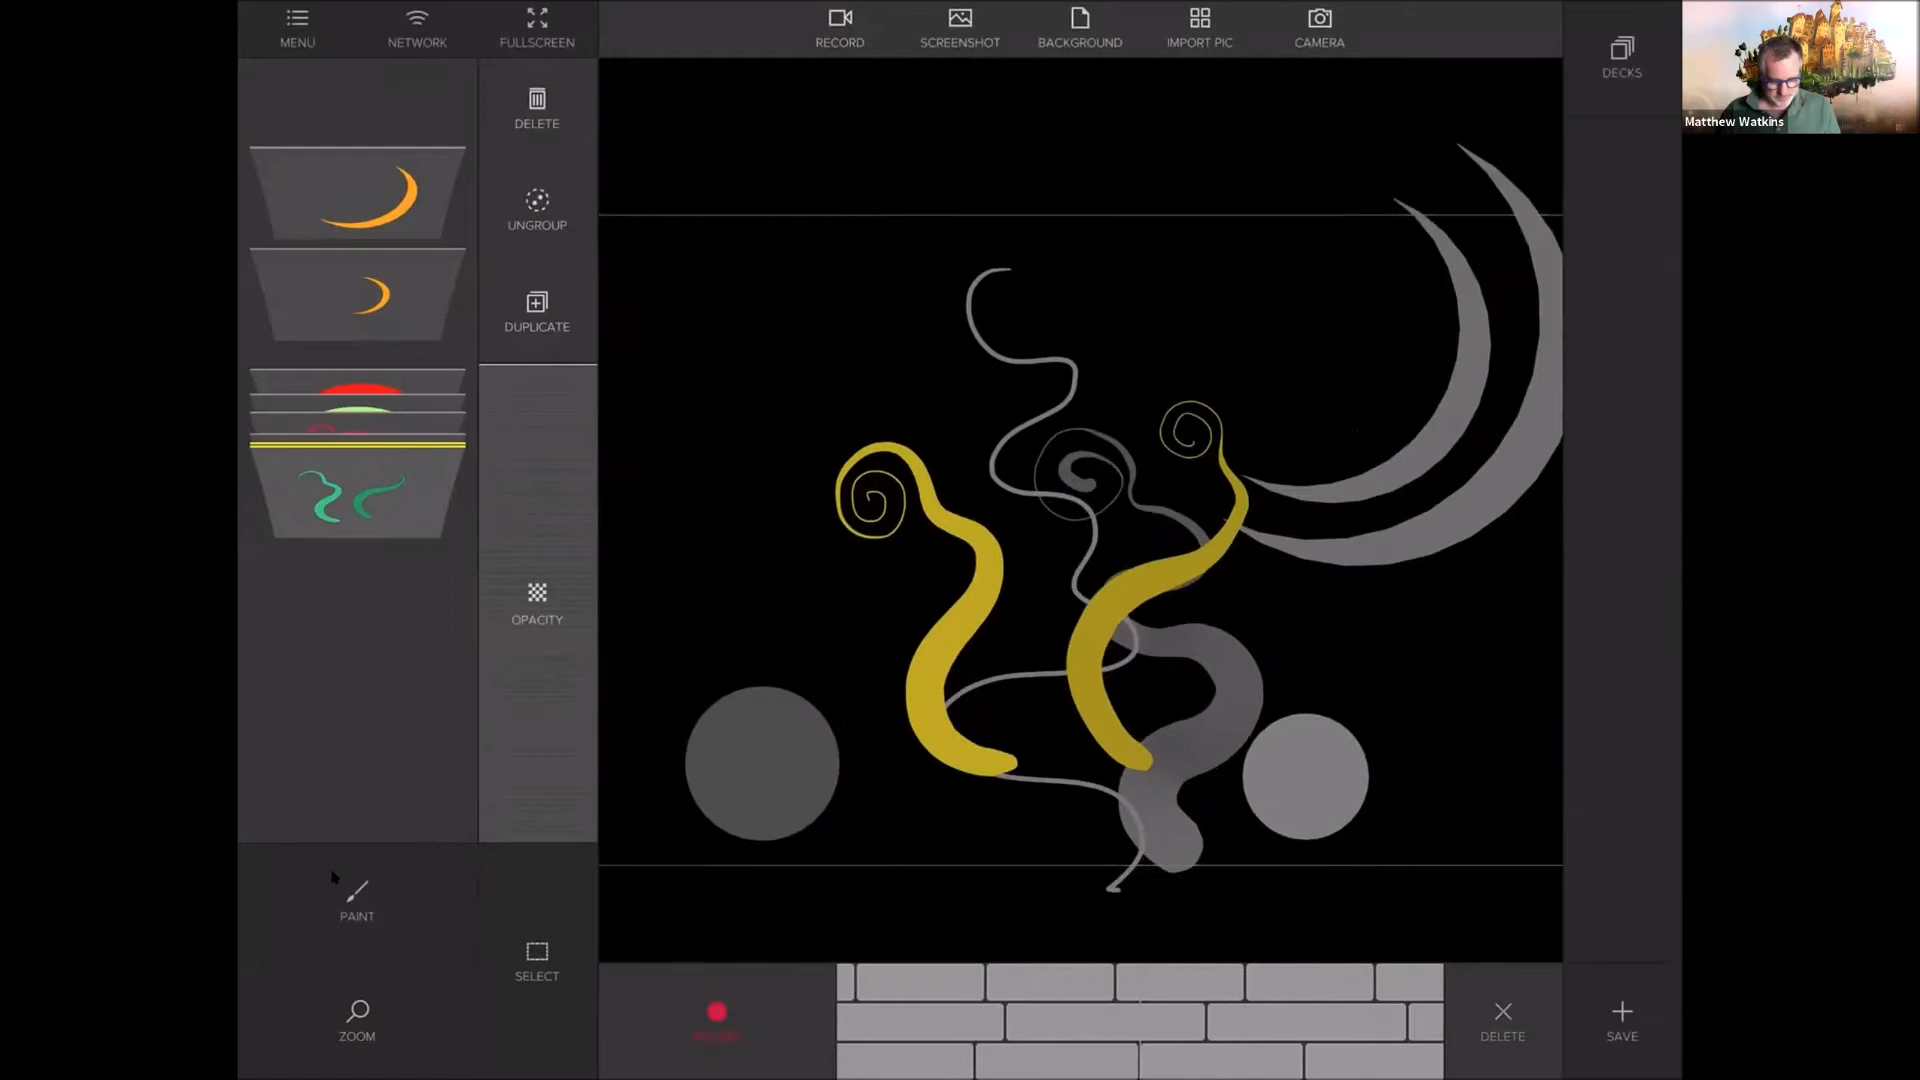 MENU
NETWORK
FULLSCREEN
RECORD
SCREENSHOT
BACKGROUND
IMPORT PIC
CAMERA
DECKS
Matthew Watkins
DELETE
UNGROUP
DUPLICATE
OPACITY
PAINT
SELECT
ZOOM
DELETE
SAVE